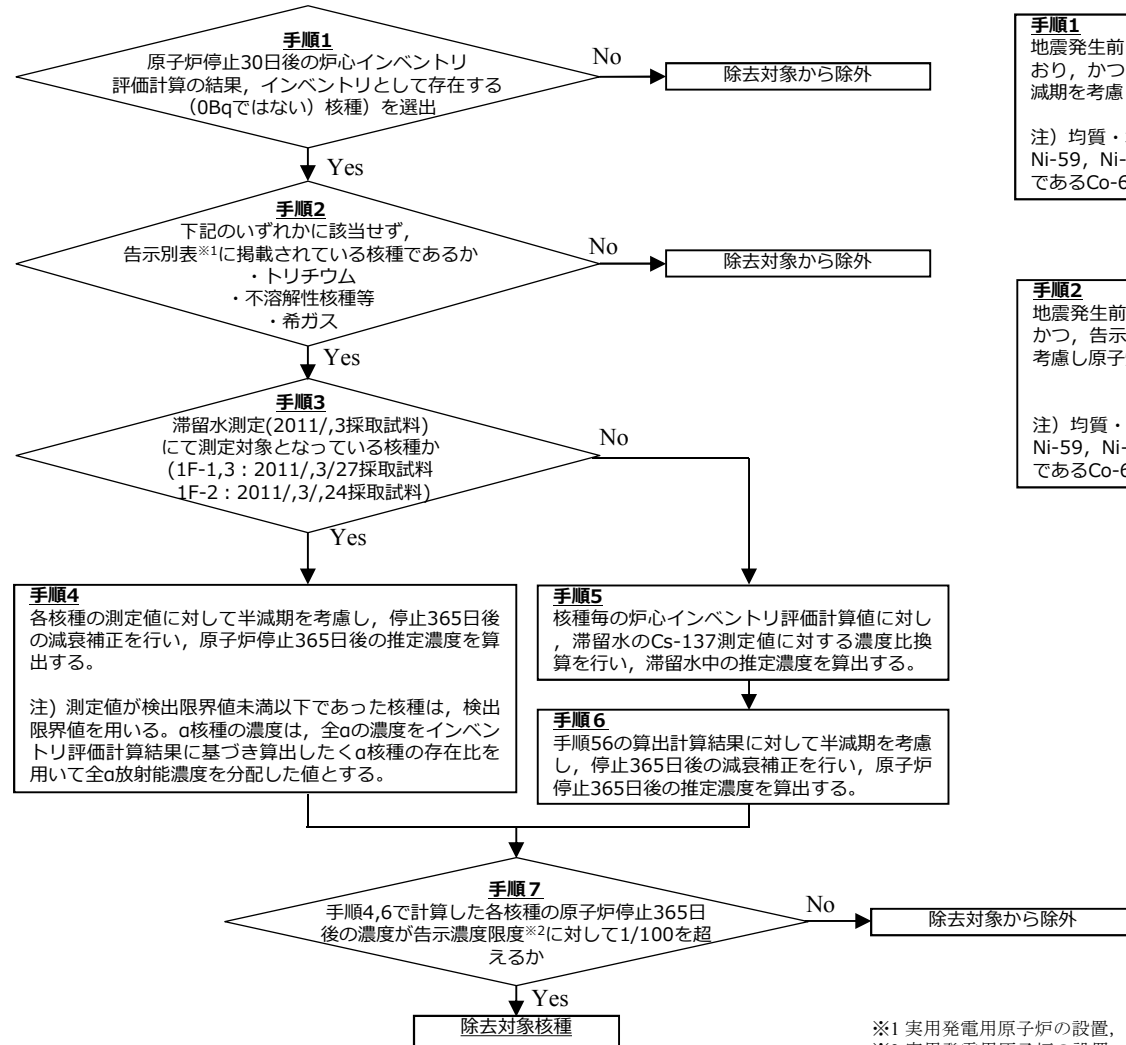 手順1
原子炉停止30日後の炉心インベントリ
評価計算の結果，インベントリとして存在する
（0Bqではない）核種）を選出
No
除去対象から除外
Yes
手順2
下記のいずれかに該当せず，
告示別表※1に掲載されている核種であるか
・トリチウム
・不溶解性核種等
・希ガス
No
除去対象から除外
Yes
手順3
滞留水測定(2011/,3採取試料)
にて測定対象となっている核種か
(1F-1,3：2011/,3/27採取試料
1F-2：2011/,3/,24採取試料)
No
Yes
手順4
各核種の測定値に対して半減期を考慮し，停止365日後
の減衰補正を行い，原子炉停止365日後の推定濃度を算
出する。
注) 測定値が検出限界値未満以下であった核種は，検出
限界値を用いる。α核種の濃度は，全αの濃度をインベン
トリ評価計算結果に基づき算出したくα核種の存在比を
用いて全α放射能濃度を分配した値とする。
手順5
核種毎の炉心インベントリ評価計算値に対し
，滞留水のCs-137測定値に対する濃度比換
算を行い，滞留水中の推定濃度を算出する。
手順６
手順56の算出計算結果に対して半減期を考慮
し，停止365日後の減衰補正を行い，原子炉
停止365日後の推定濃度を算出する。
手順７
手順4,6で計算した各核種の原子炉停止365日
後の濃度が告示濃度限度※2に対して1/100を超
えるか
No
除去対象から除外
Yes
除去対象核種
手順1
地震発生前
おり，かつ
減期を考慮
注）均質・
Ni-59，Ni-
であるCo-6
手順2
地震発生前
かつ，告示
考慮し原子
注）均質・
Ni-59，Ni-
であるCo-6
※1 実用発電用原子炉の設置，